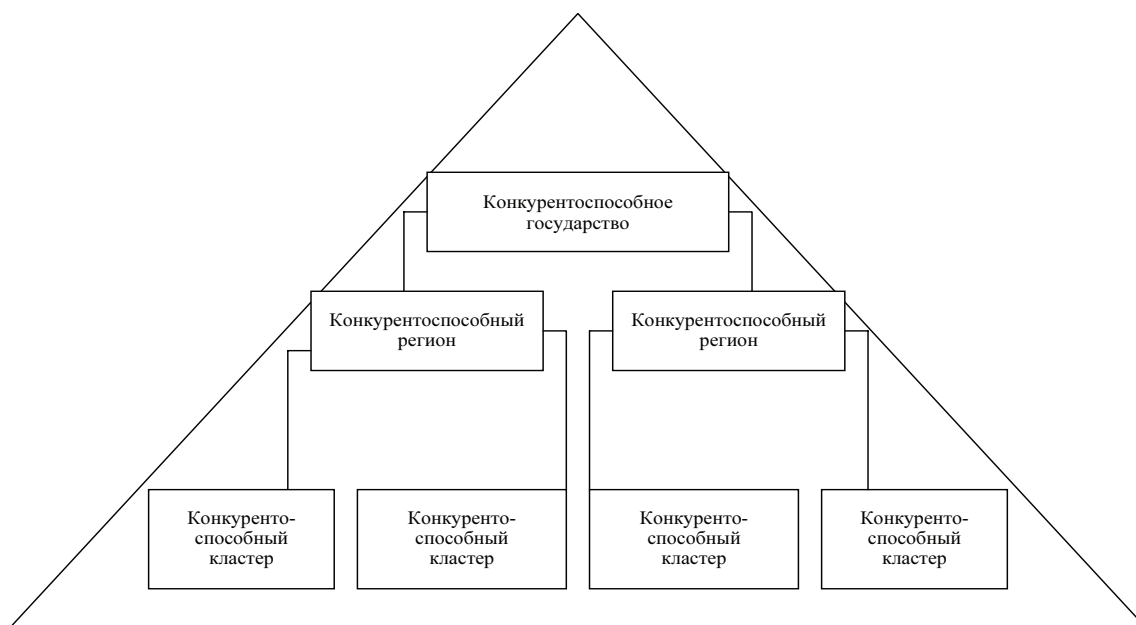 Конкурентоспособное
государство
Конкурентоспособный
регион
Конкурентоспособный
регион
Конкуренто-
способный
кластер
Конкуренто-
способный
кластер
Конкуренто-
способный
кластер
Конкуренто-
способный
кластер